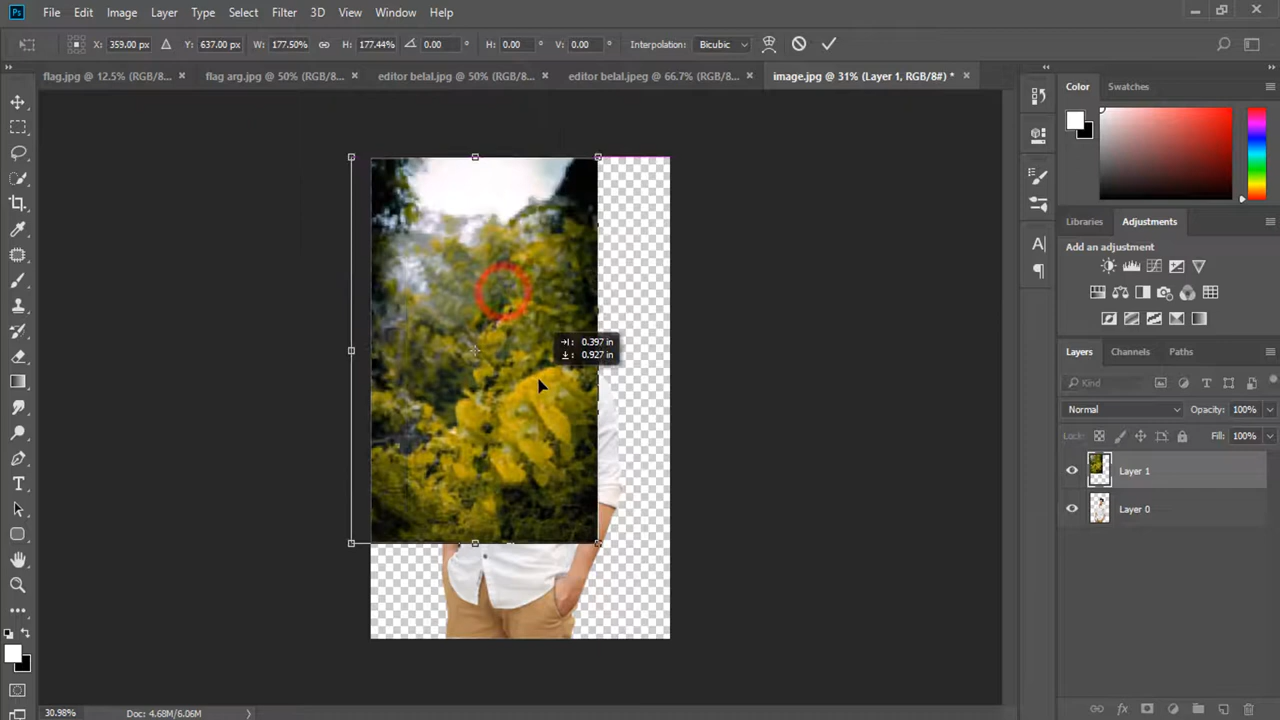 Ps File Edit Image Layer Type Select Filter 3D View Window Help
X: 359.00 px Y: 637.00 px W: 177.50% H: 177.44% 0.00 ° H: 0.00 ° V: 0.00 ° Interpolation: Bicubic
flag.jpg @ 12.5% (RGB/8... × flag arg.jpg @ 50% (RGB/8... × editor belal.jpg @ 50% (RGB/8... × editor belal.jpeg @ 66.7% (RGB/8... × image.jpg @ 31% (Layer 1, RGB/8#) * ×
Color Swatches
Libraries Adjustments
Add an adjustment
0.397 in
0.927 in
A
Layers Channels Paths
Kind
Normal Opacity: 100%
Lock: Fill: 100%
Layer 1
Layer 0
T
30.98% Doc: 4.68M/6.06M